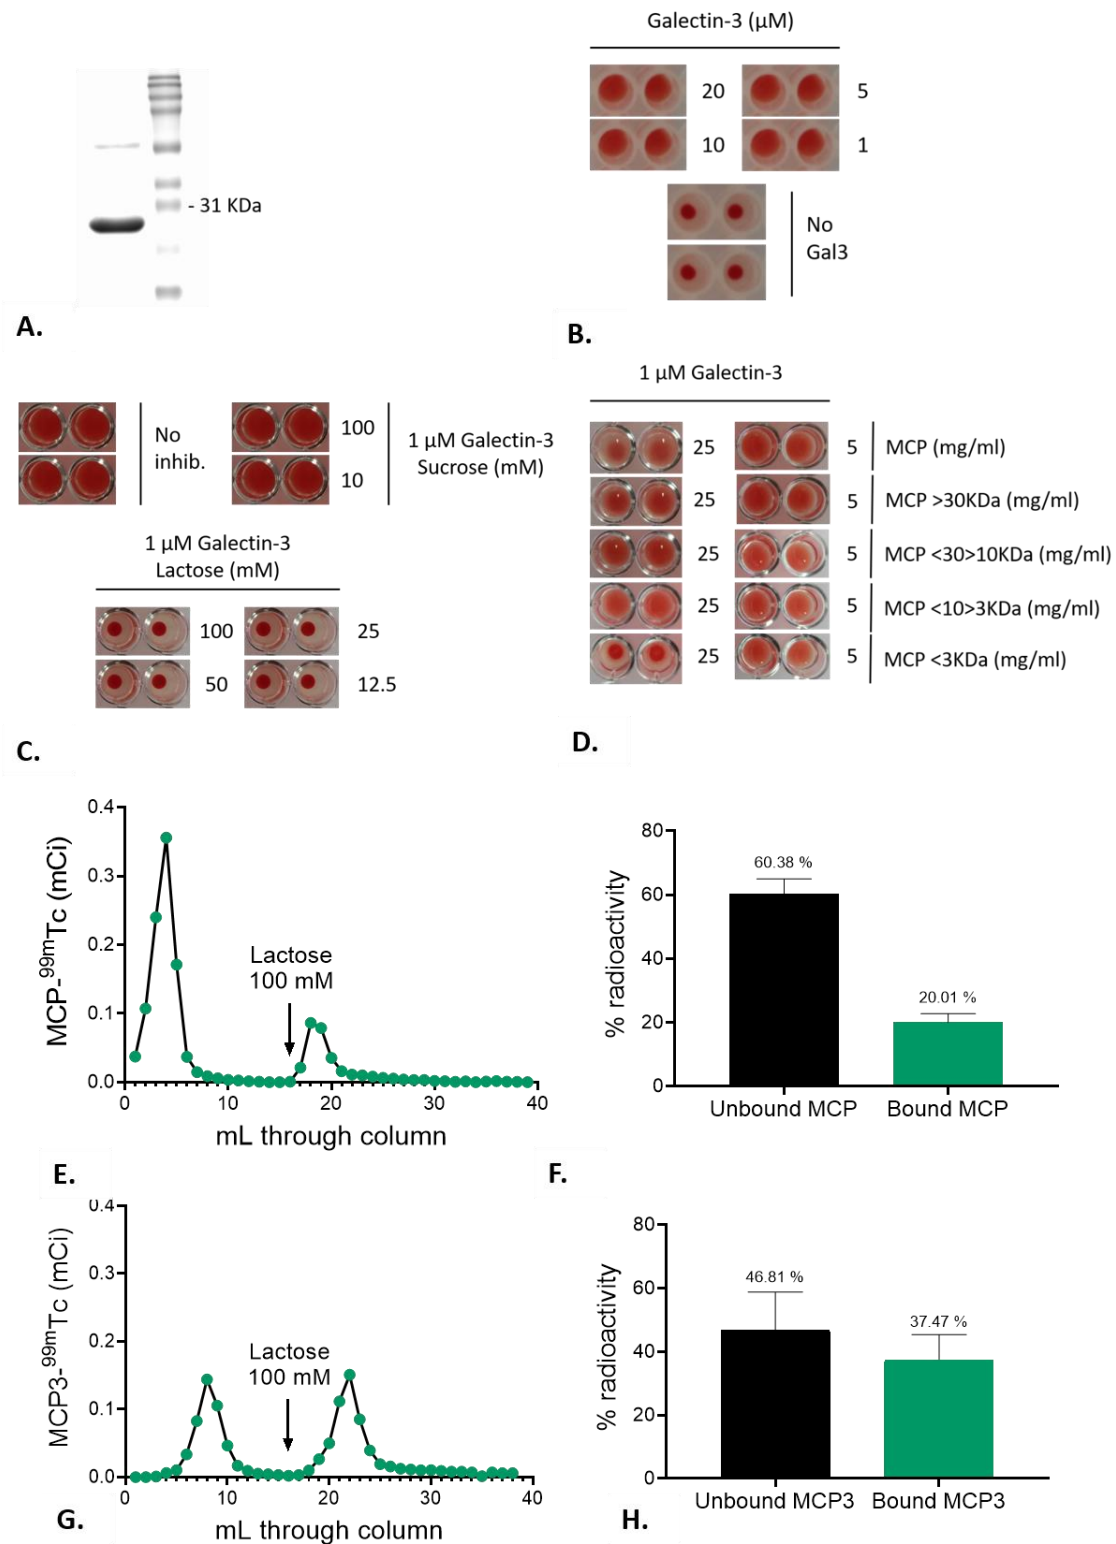 Galectin-3 (µM)
20
5
10
1
No
Gal3
- 31 KDa
A.
B.
No
inhib.
100
10
1 µM Galectin-3
Sucrose (mM)
1 µM Galectin-3
Lactose (mM)
100
25
50
12.5
C.
1 µM Galectin-3
25
5
MCP (mg/ml)
25
5
MCP >30KDa (mg/ml)
25
5
MCP <30>10KDa (mg/ml)
25
5
MCP <10>3KDa (mg/ml)
25
5
MCP <3KDa (mg/ml)
D.
MCP-99mTc (mCi)
0.4
0.3
0.2
0.1
0.0
Lactose
100 mM
0
10
20
30
40
mL through column
E.
% radioactivity
80
60
40
20
0
60.38 %
20.01 %
Unbound MCP
Bound MCP
F.
MCP3-99mTc (mCi)
0.4
0.3
0.2
0.1
0.0
Lactose
100 mM
0
10
20
30
40
mL through column
G.
% radioactivity
80
60
40
20
0
46.81 %
37.47 %
Unbound MCP3
Bound MCP3
H.